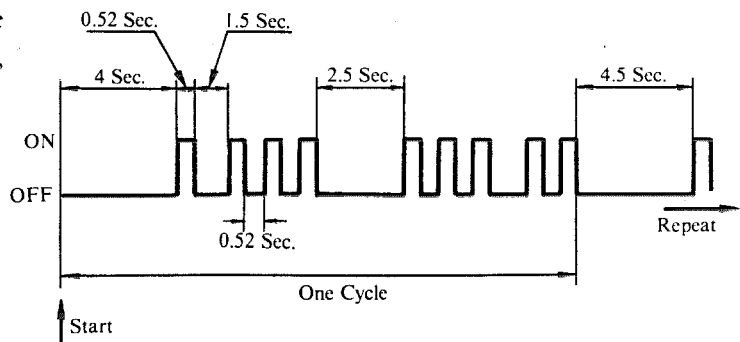 0.52 Sec. 1.5 Sec.
4 Sec. 2.5 Sec. 4.5 Sec.
ON
OFF
0.52 Sec.
Repeat
One Cycle
Start